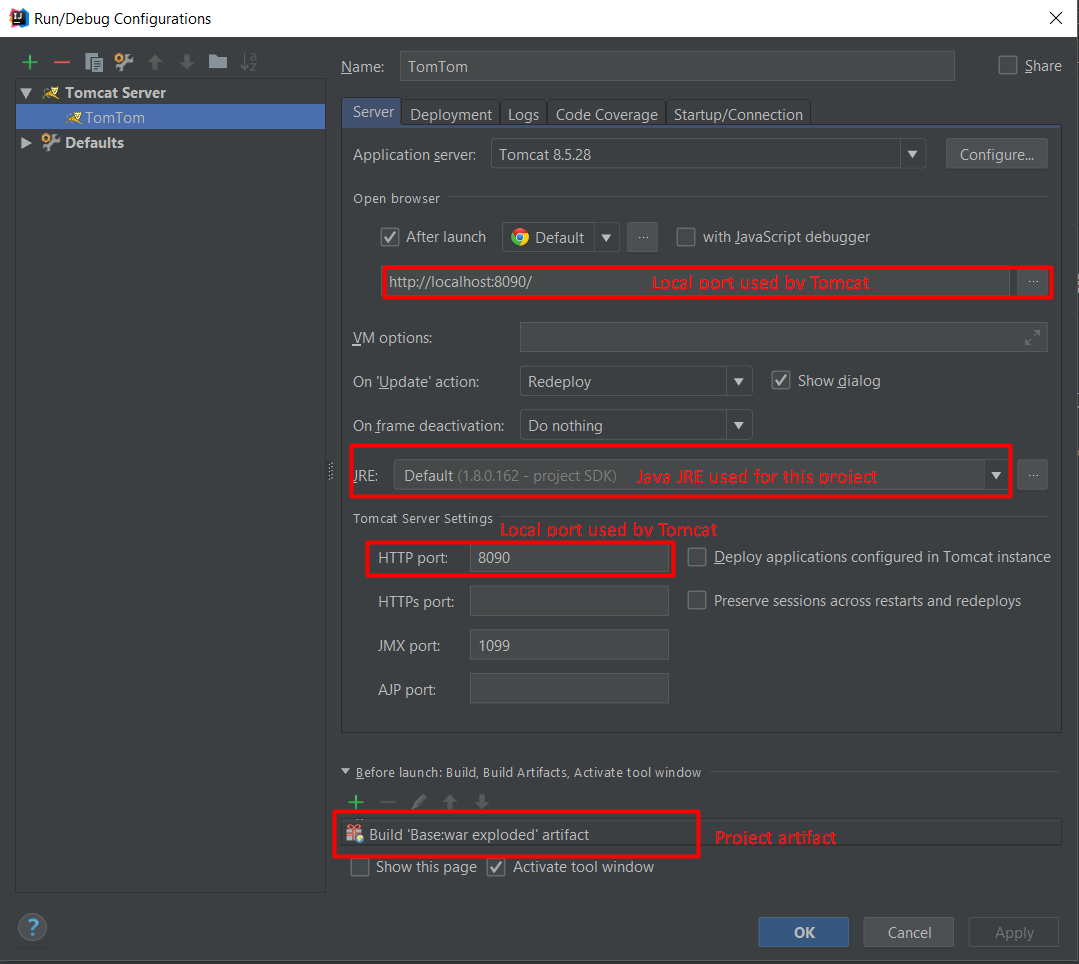 Run/Debug Configurations
Name: TomTom Share
Tomcat Server
TomTom
Defaults
Server Deployment Logs Code Coverage Startup/Connection
Application server: Tomcat 8.5.28 Configure...
Open browser
After launch Default ... with JavaScript debugger
http://localhost:8090/ Local port used by Tomcat ...
VM options:
On 'Update' action: Redeploy Show dialog
On frame deactivation: Do nothing
JRE: Default (1.8.0.162 - project SDK) Java JRE used for this project ...
Tomcat Server Settings
Local port used by Tomcat
HTTP port: 8090 Deploy applications configured in Tomcat instance
HTTPs port: Preserve sessions across restarts and redeploys
JMX port: 1099
AJP port:
Before launch: Build, Build Artifacts, Activate tool window
Build 'Base:war exploded' artifact Project artifact
Show this page Activate tool window
? OK Cancel Apply